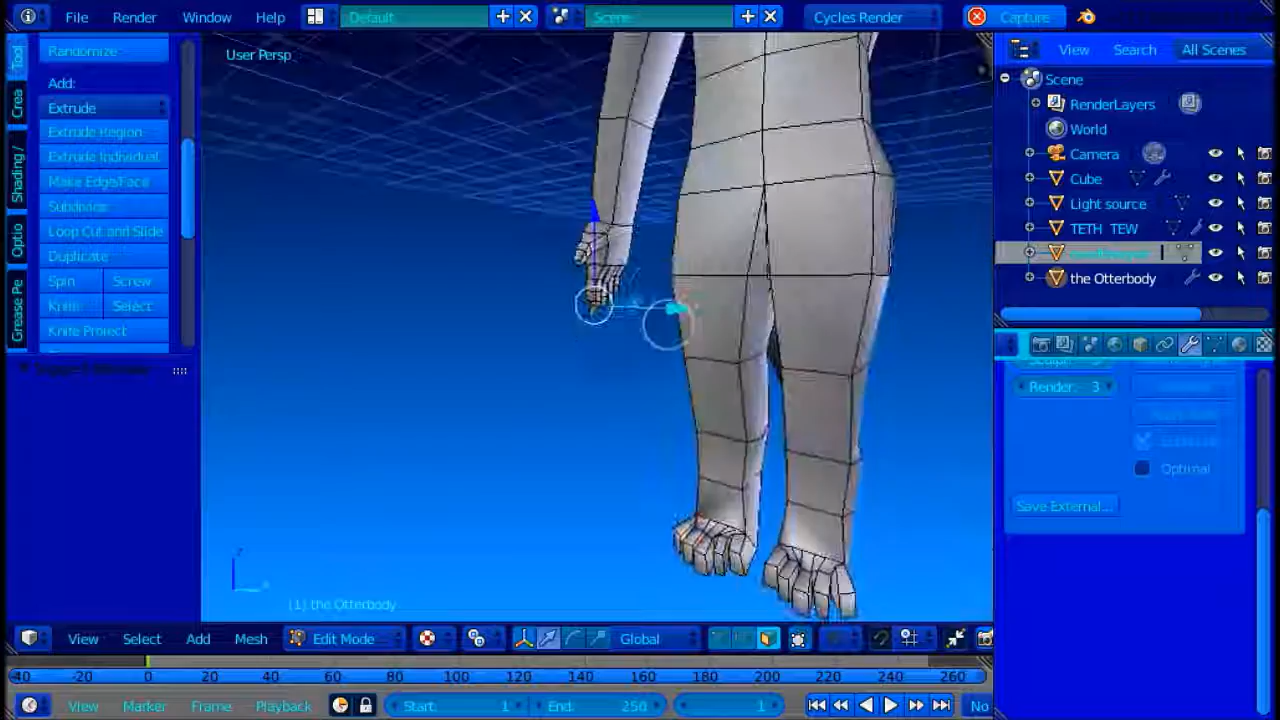 File Render Window Help Default Scene Cycles Render Capture
Randomize
User Persp
View Search All Scenes
Add:
Extrude
Extrude Region
Extrude Individual
Make Edge/Face
Subdivide
Loop Cut and Slide
Duplicate
Spin Screw
Knife Select
Knife Project
Tool
Crea
Shading /
Optio
Grease Pe
Scene
RenderLayers
World
Camera
Cube
Light source
TETH TEW
the Otterbody
Render: 3
Optimal
Save External...
z
(1) the Otterbody
View Select Add Mesh Edit Mode Global
-40 -20 0 20 40 60 80 100 120 140 160 180 200 220 240 260
View Marker Frame Playback Start: 1 End: 250 1 No